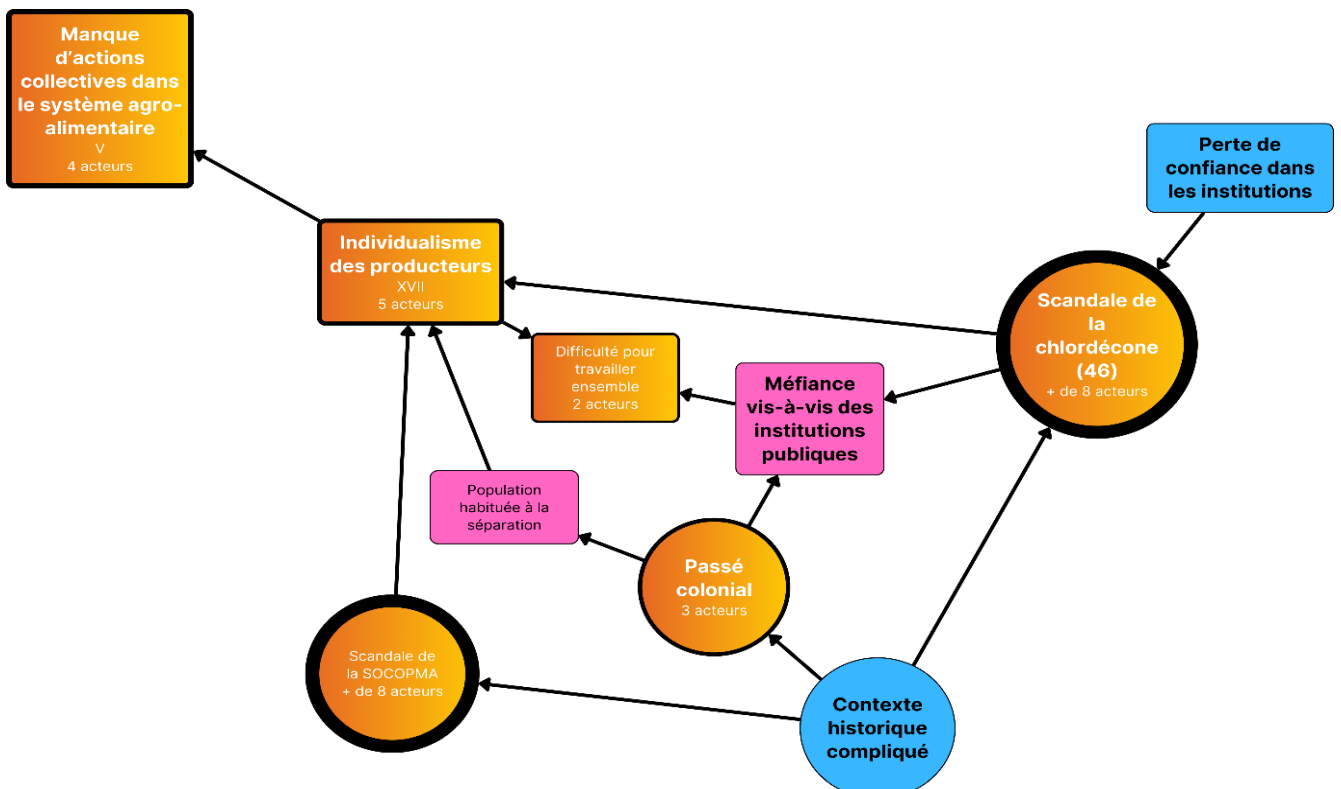 Manque
d'actions
collectives dans
le système agro-
alimentaire
V
4 acteurs
Perte de
confiance dans
les institutions
Individualisme
des producteurs
XVII
5 acteurs
Scandale de
la
chlordécone
(46)
+ de 8 acteurs
Difficulté pour
travailler
ensemble
2 acteurs
Méfiance
vis-à-vis des
institutions
publiques
Population
habituée à la
séparation
Passé
colonial
3 acteurs
Scandale de
la SOCOPMA
+ de 8 acteurs
Contexte
historique
compliqué